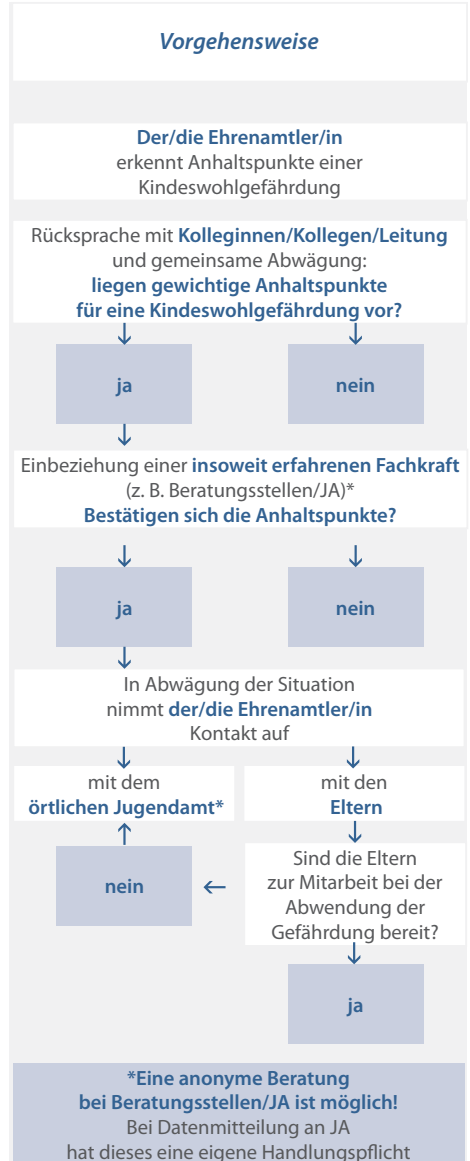 Vorgehensweise
Der/die Ehrenamtler/in
erkennt Anhaltspunkte einer
Kindeswohlgefährdung
Rücksprache mit Kolleginnen/Kollegen/Leitung
und gemeinsame Abwägung:
liegen gewichtige Anhaltspunkte
für eine Kindeswohlgefährdung vor?
ja
nein
Einbeziehung einer insoweit erfahrenen Fachkraft
(z. B. Beratungsstellen/JA)*
Bestätigen sich die Anhaltspunkte?
ja
nein
In Abwägung der Situation
nimmt der/die Ehrenamtler/in
Kontakt auf
mit dem
örtlichen Jugendamt*
mit den
Eltern
nein
Sind die Eltern
zur Mitarbeit bei der
Abwendung der
Gefährdung bereit?
ja
*Eine anonyme Beratung
bei Beratungsstellen/JA ist möglich!
Bei Datenmitteilung an JA
hat dieses eine eigene Handlungspflicht